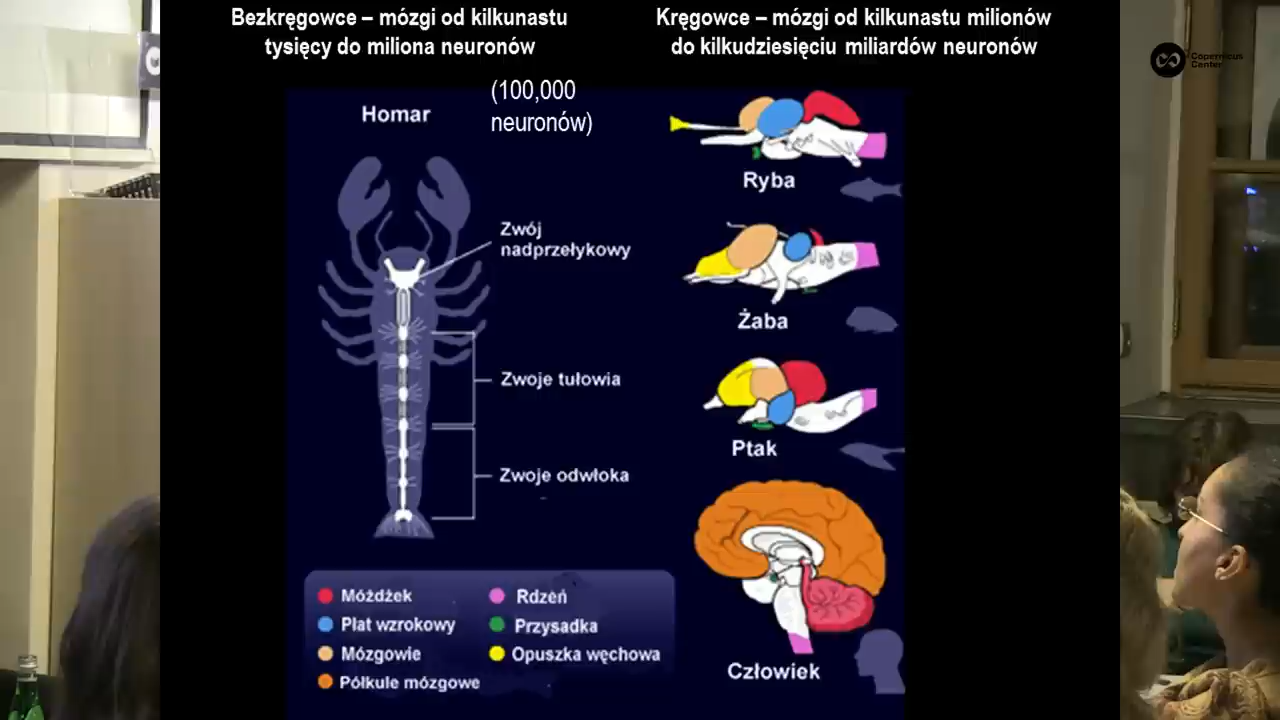 Bezkręgowce – mózgi od kilkunastu
tysięcy do miliona neuronów
Kręgowce – mózgi od kilkunastu milionów
do kilkudziesięciu miliardów neuronów
Copernicus
Center
(100,000
neuronów)
Homar
Zwój
nadprzełykowy
Zwoje tułowia
Zwoje odwłoka
Ryba
Żaba
Ptak
Człowiek
Móżdżek
Płat wzrokowy
Mózgowie
Półkule mózgowe
Rdzeń
Przysadka
Opuszka węchowa